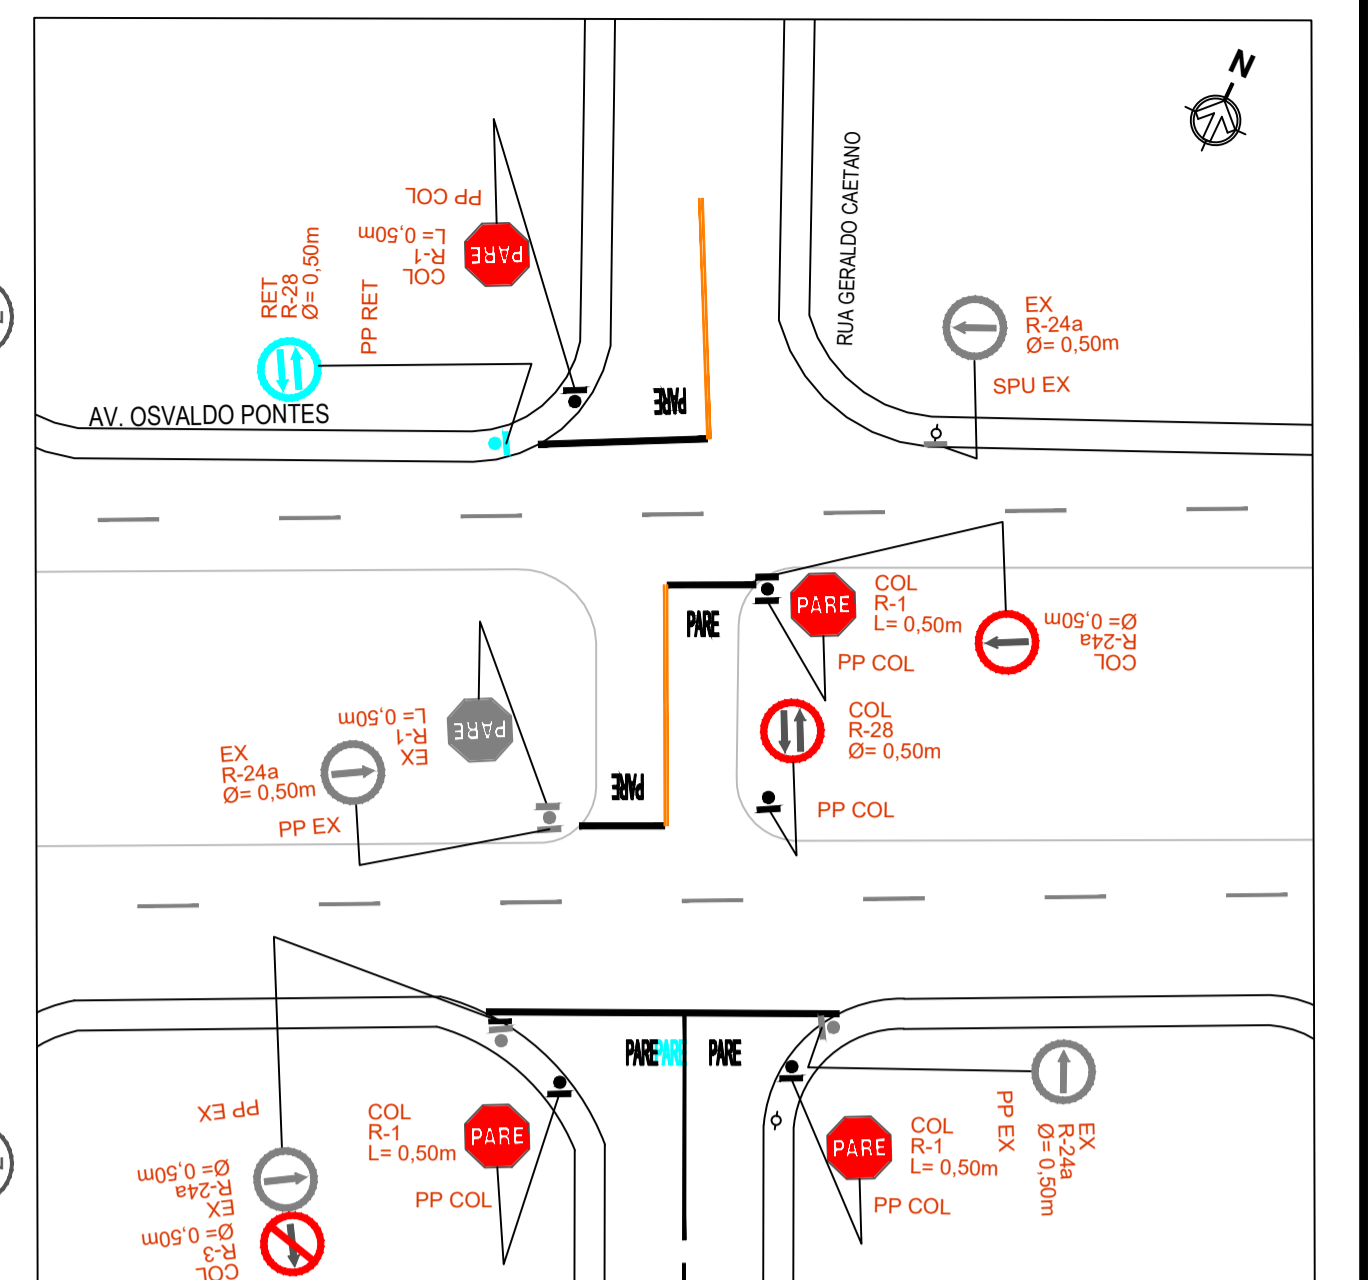 N
PP COL
COL
R-1
L= 0,50m
PARE
RET
R-28
Ø= 0,50m
PP RET
RUA GERALDO CAETANO
EX
R-24a
Ø= 0,50m
SPU EX
AV. OSVALDO PONTES
PARE
PARE
COL
R-1
L= 0,50m
PP COL
COL
R-24a
Ø= 0,50m
PARE
COL
R-28
Ø= 0,50m
PP COL
EX
R-1
L= 0,50m
PARE
EX
R-24a
Ø= 0,50m
PP EX
PARE
PARE
PARE
PARE
PP EX
EX
R-24a
Ø= 0,50m
COL
R-3
Ø= 0,50m
COL
R-1
L= 0,50m
PARE
PP COL
PARE
COL
R-1
L= 0,50m
PP COL
PP EX
EX
R-24a
Ø= 0,50m